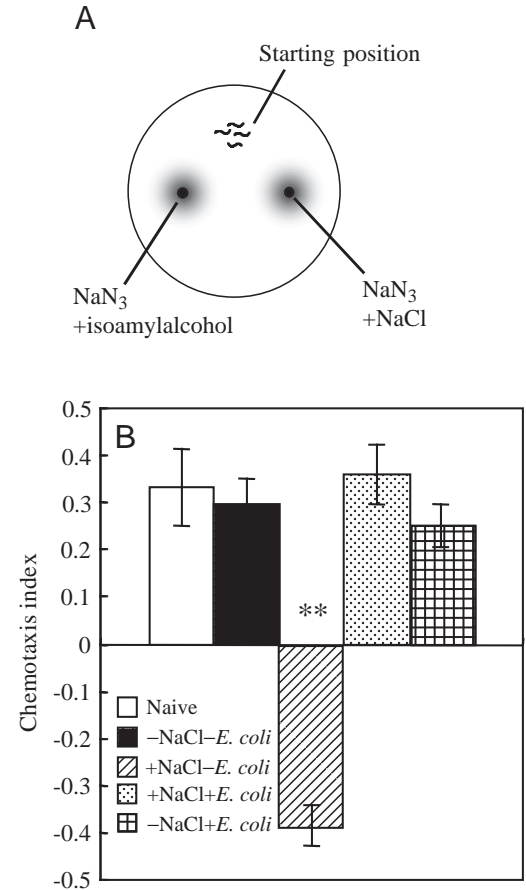 A
Starting position
NaN₃
+isoamylalcohol
NaN₃
+NaCl
B
Chemotaxis index
0.5
0.4
0.3
0.2
0.1
0
-0.1
-0.2
-0.3
-0.4
-0.5
**
Naive
–NaCl–E. coli
+NaCl–E. coli
+NaCl+E. coli
–NaCl+E. coli